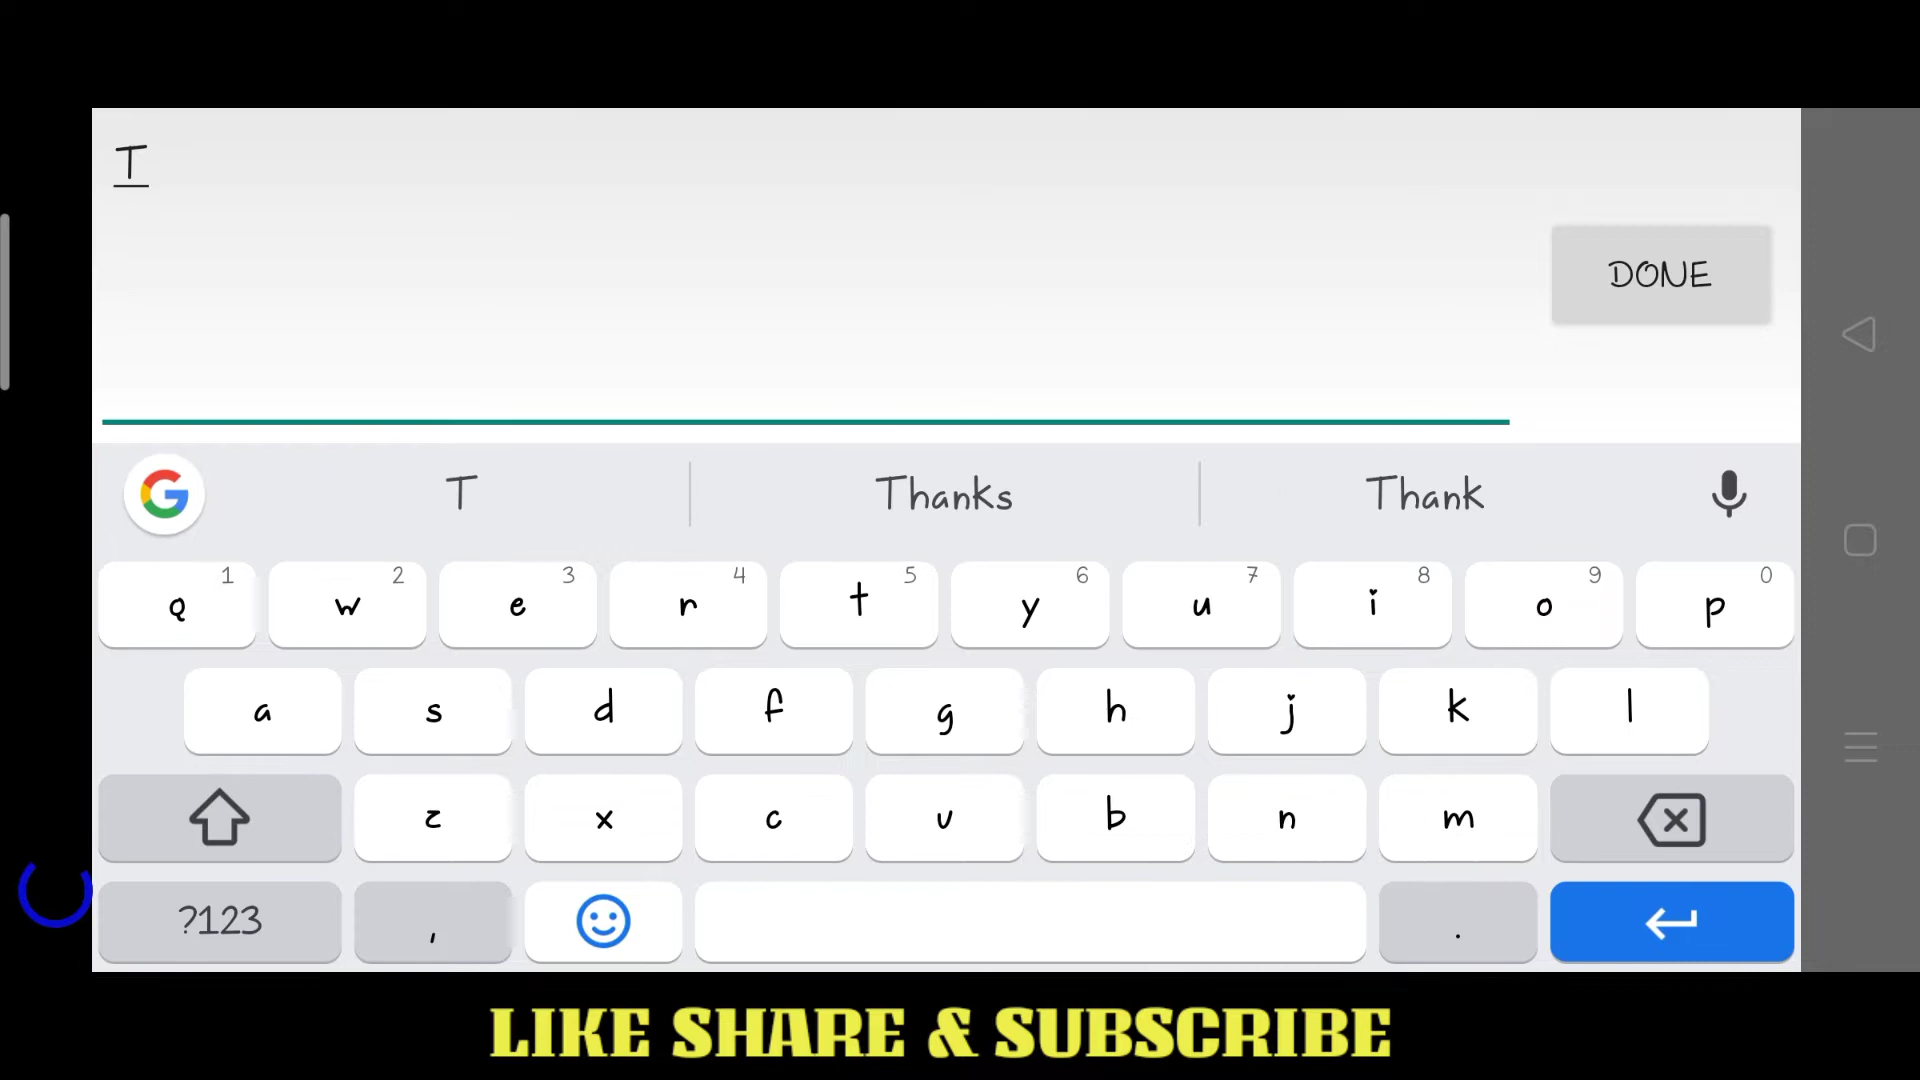 T
DONE
T Thanks Thank
1 2 3 4 5 6 7 8 9 0
q w e r t y u i o p
a s d f g h j k l
z x c v b n m
?123 , .
LIKE SHARE & SUBSCRIBE